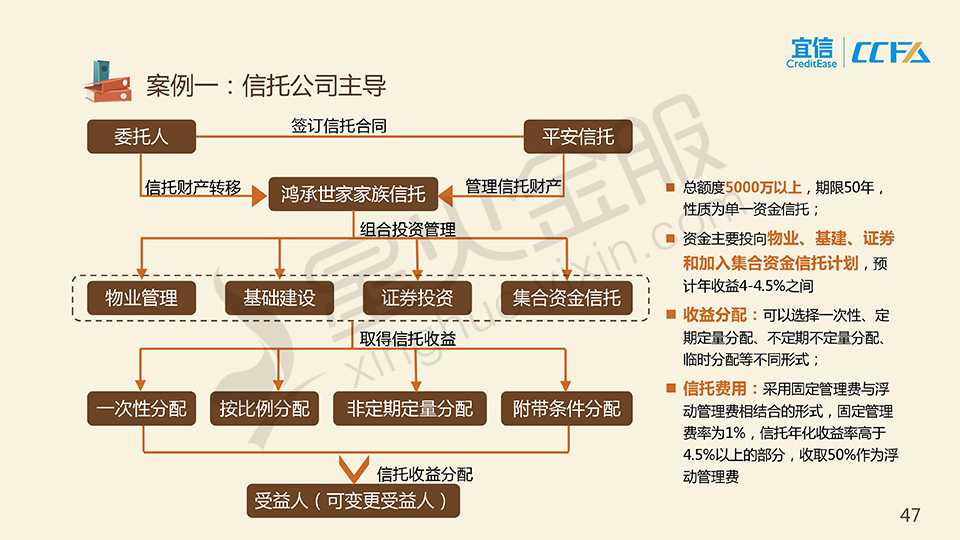 宜信
CreditEase
CCFA
案例一：信托公司主导
委托人
签订信托合同
平安信托
信托财产转移
鸿承世家家族信托
管理信托财产
组合投资管理
物业管理
基础建设
证券投资
集合资金信托
取得信托收益
一次性分配
按比例分配
非定期定量分配
附带条件分配
信托收益分配
受益人（可变更受益人）
总额度5000万以上，期限50年，
性质为单一资金信托；
资金主要投向物业、基建、证券
和加入集合资金信托计划，预
计年收益4-4.5%之间
收益分配：可以选择一次性、定
期定量分配、不定期不定量分配、
临时分配等不同形式；
信托费用：采用固定管理费与浮
动管理费相结合的形式，固定管理
费率为1%，信托年化收益率高于
4.5%以上的部分，收取50%作为浮
动管理费
47
星火金服
xinghuoyixin.com